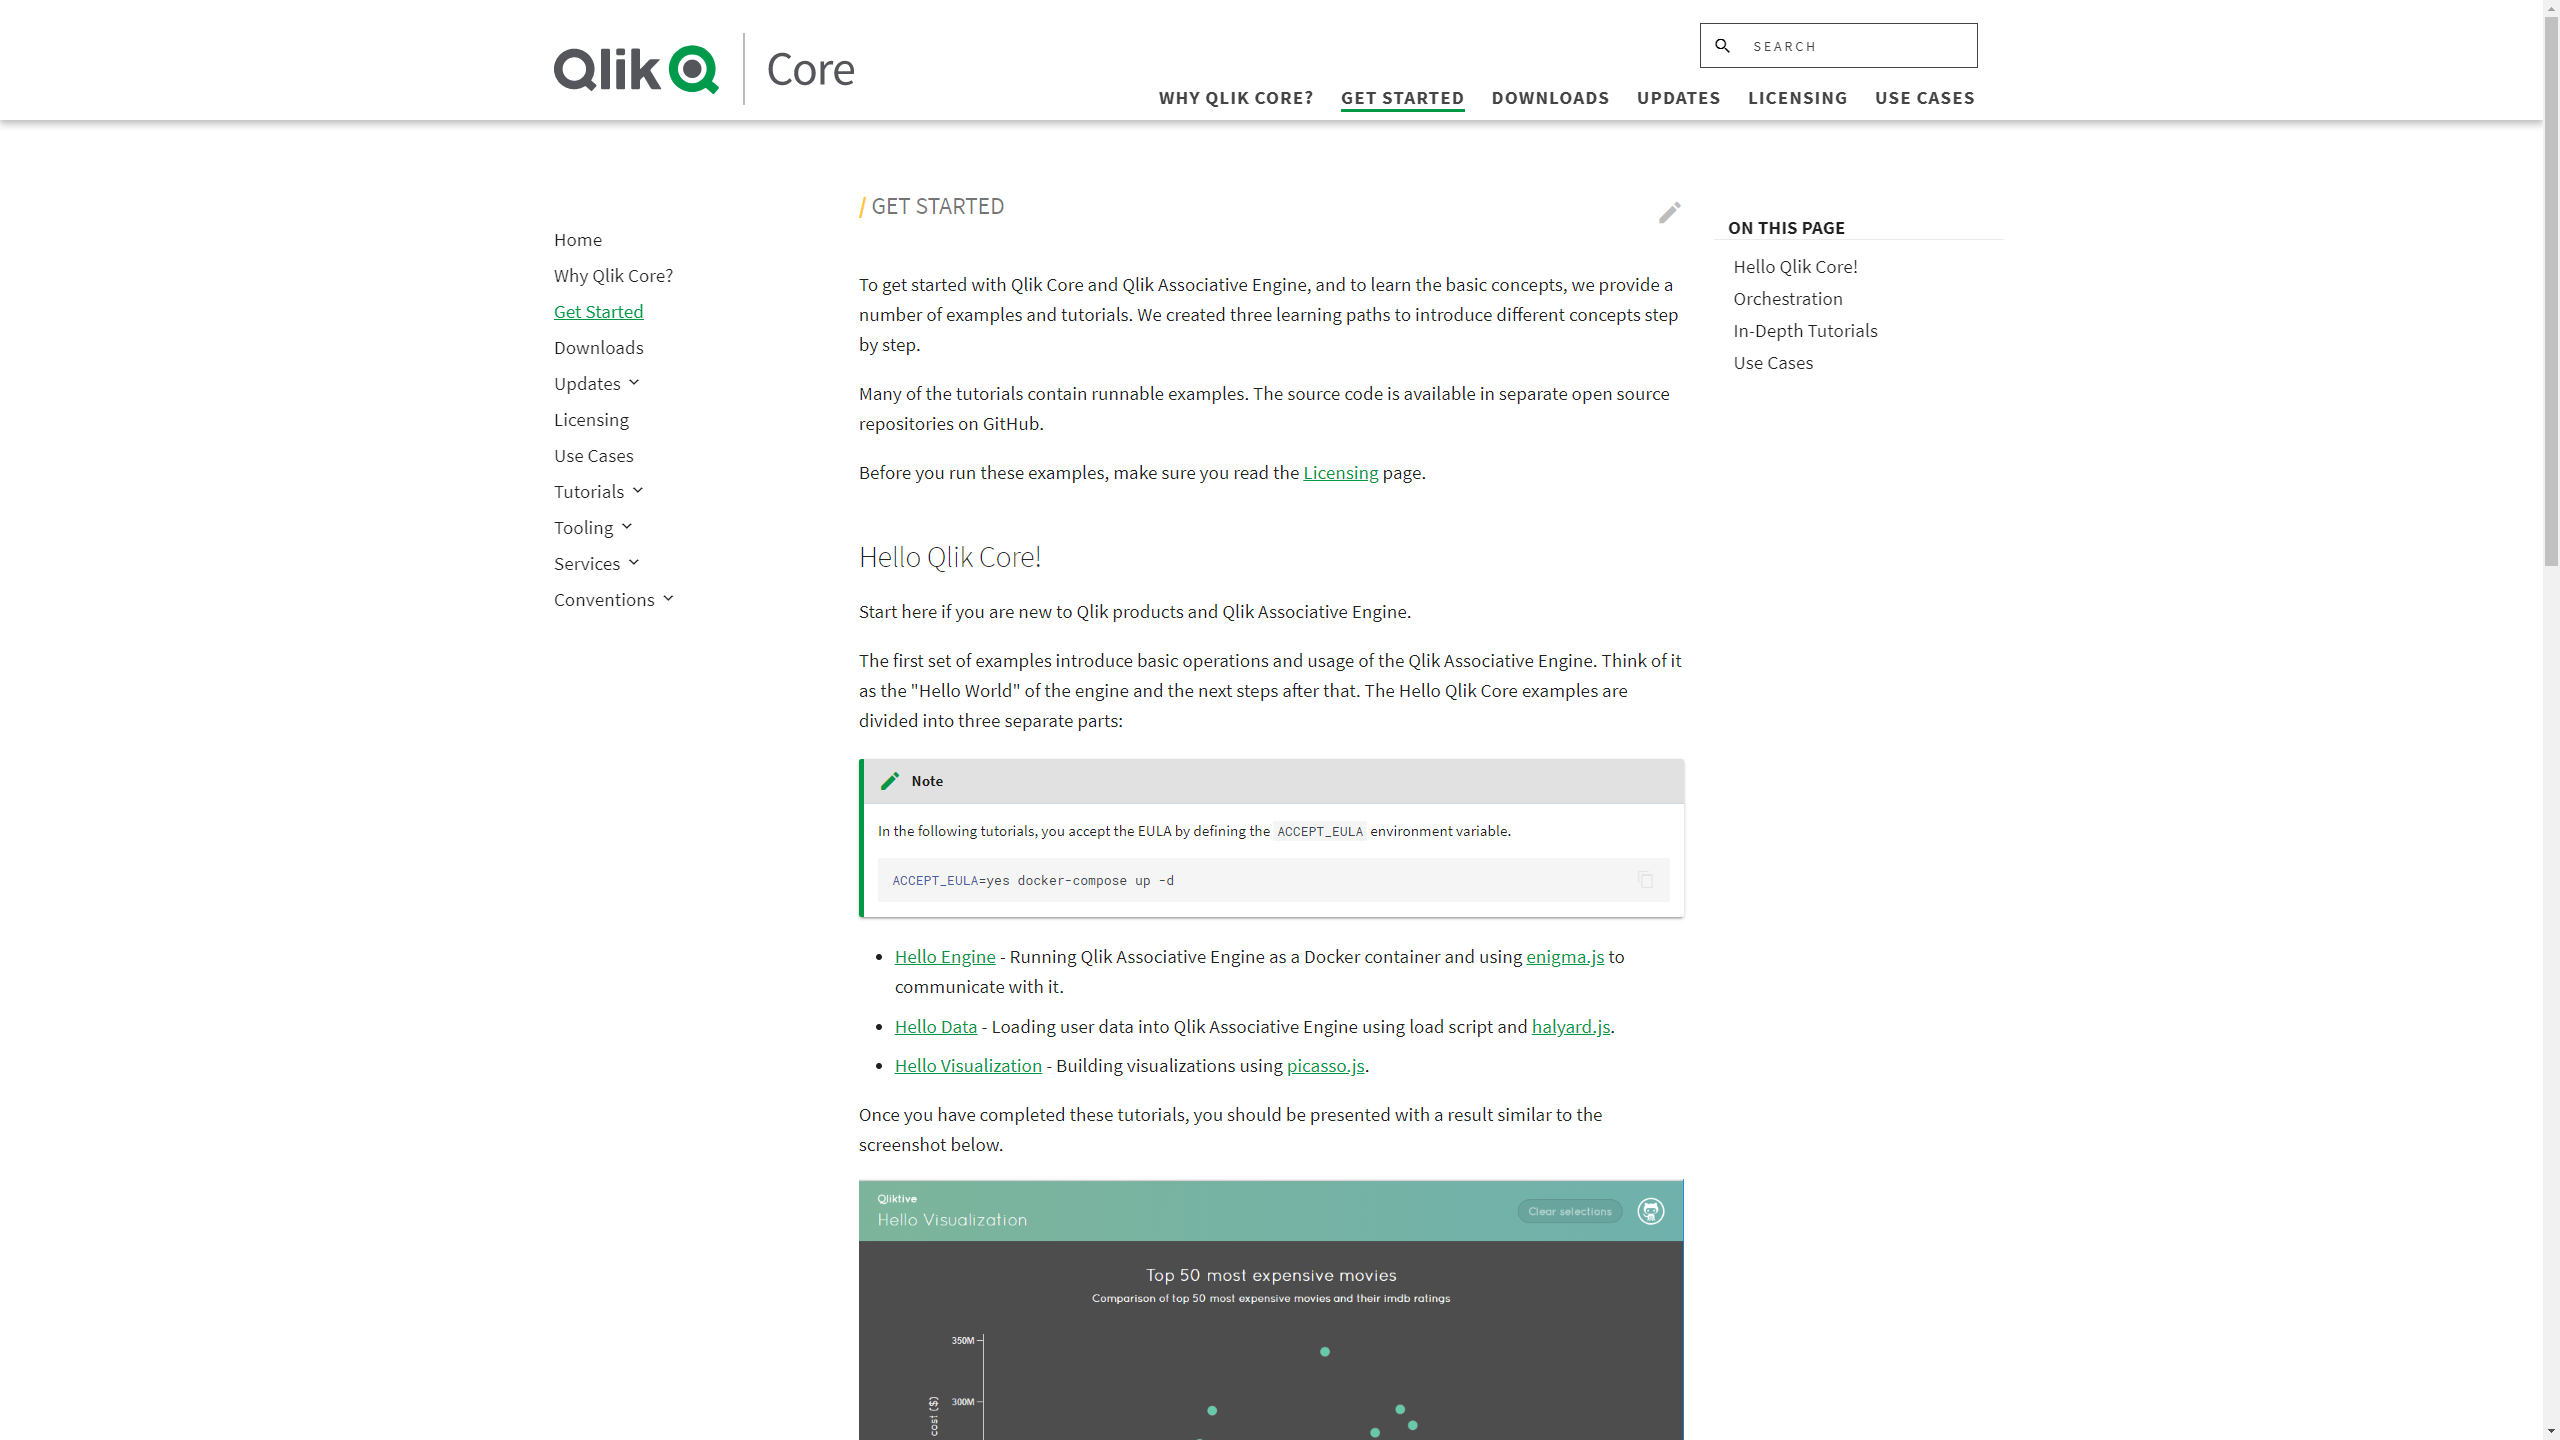 Qlik Core
SEARCH
WHY QLIK CORE? GET STARTED DOWNLOADS UPDATES LICENSING USE CASES
Home
Why Qlik Core?
Get Started
Downloads
Updates
Licensing
Use Cases
Tutorials
Tooling
Services
Conventions
/ GET STARTED
To get started with Qlik Core and Qlik Associative Engine, and to learn the basic concepts, we provide a
number of examples and tutorials. We created three learning paths to introduce different concepts step
by step.
Many of the tutorials contain runnable examples. The source code is available in separate open source
repositories on GitHub.
Before you run these examples, make sure you read the Licensing page.
Hello Qlik Core!
Start here if you are new to Qlik products and Qlik Associative Engine.
The first set of examples introduce basic operations and usage of the Qlik Associative Engine. Think of it
as the "Hello World" of the engine and the next steps after that. The Hello Qlik Core examples are
divided into three separate parts:
Note
In the following tutorials, you accept the EULA by defining the ACCEPT_EULA environment variable.
ACCEPT_EULA=yes docker-compose up -d
• Hello Engine - Running Qlik Associative Engine as a Docker container and using enigma.js to
communicate with it.
• Hello Data - Loading user data into Qlik Associative Engine using load script and halyard.js.
• Hello Visualization - Building visualizations using picasso.js.
Once you have completed these tutorials, you should be presented with a result similar to the
screenshot below.
Qliktive
Hello Visualization
Clear selections
Top 50 most expensive movies
Comparison of top 50 most expensive movies and their imdb ratings
350M
300M
cost ($)
ON THIS PAGE
Hello Qlik Core!
Orchestration
In-Depth Tutorials
Use Cases